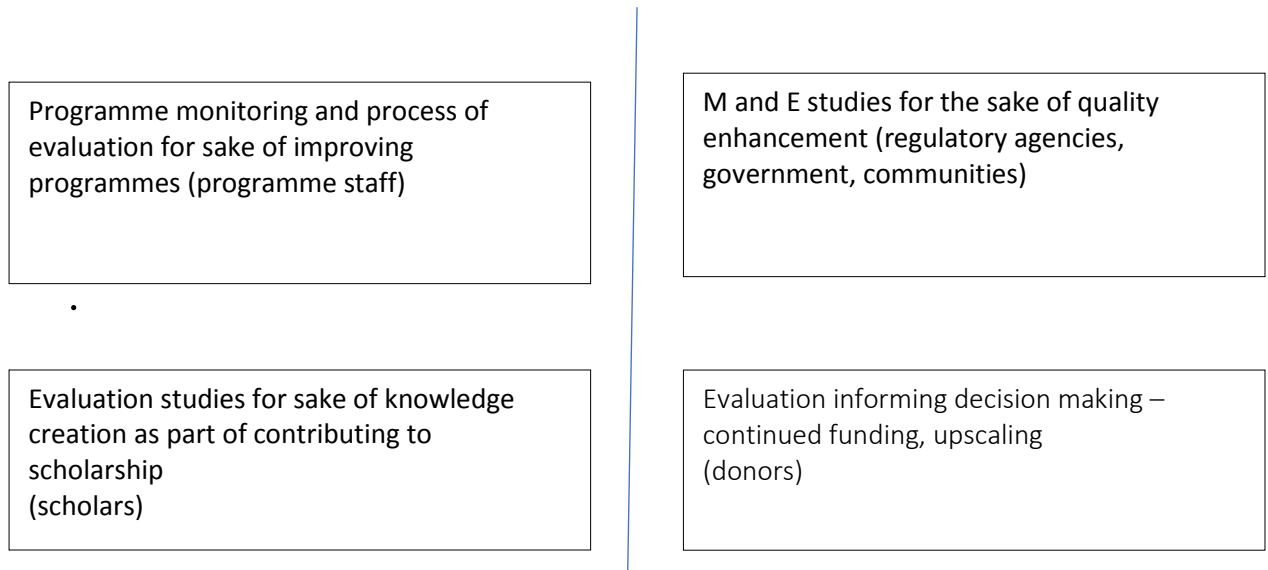 Programme monitoring and process of
evaluation for sake of improving
programmes (programme staff)
M and E studies for the sake of quality
enhancement (regulatory agencies,
government, communities)
Evaluation studies for sake of knowledge
creation as part of contributing to
scholarship
(scholars)
Evaluation informing decision making –
continued funding, upscaling
(donors)